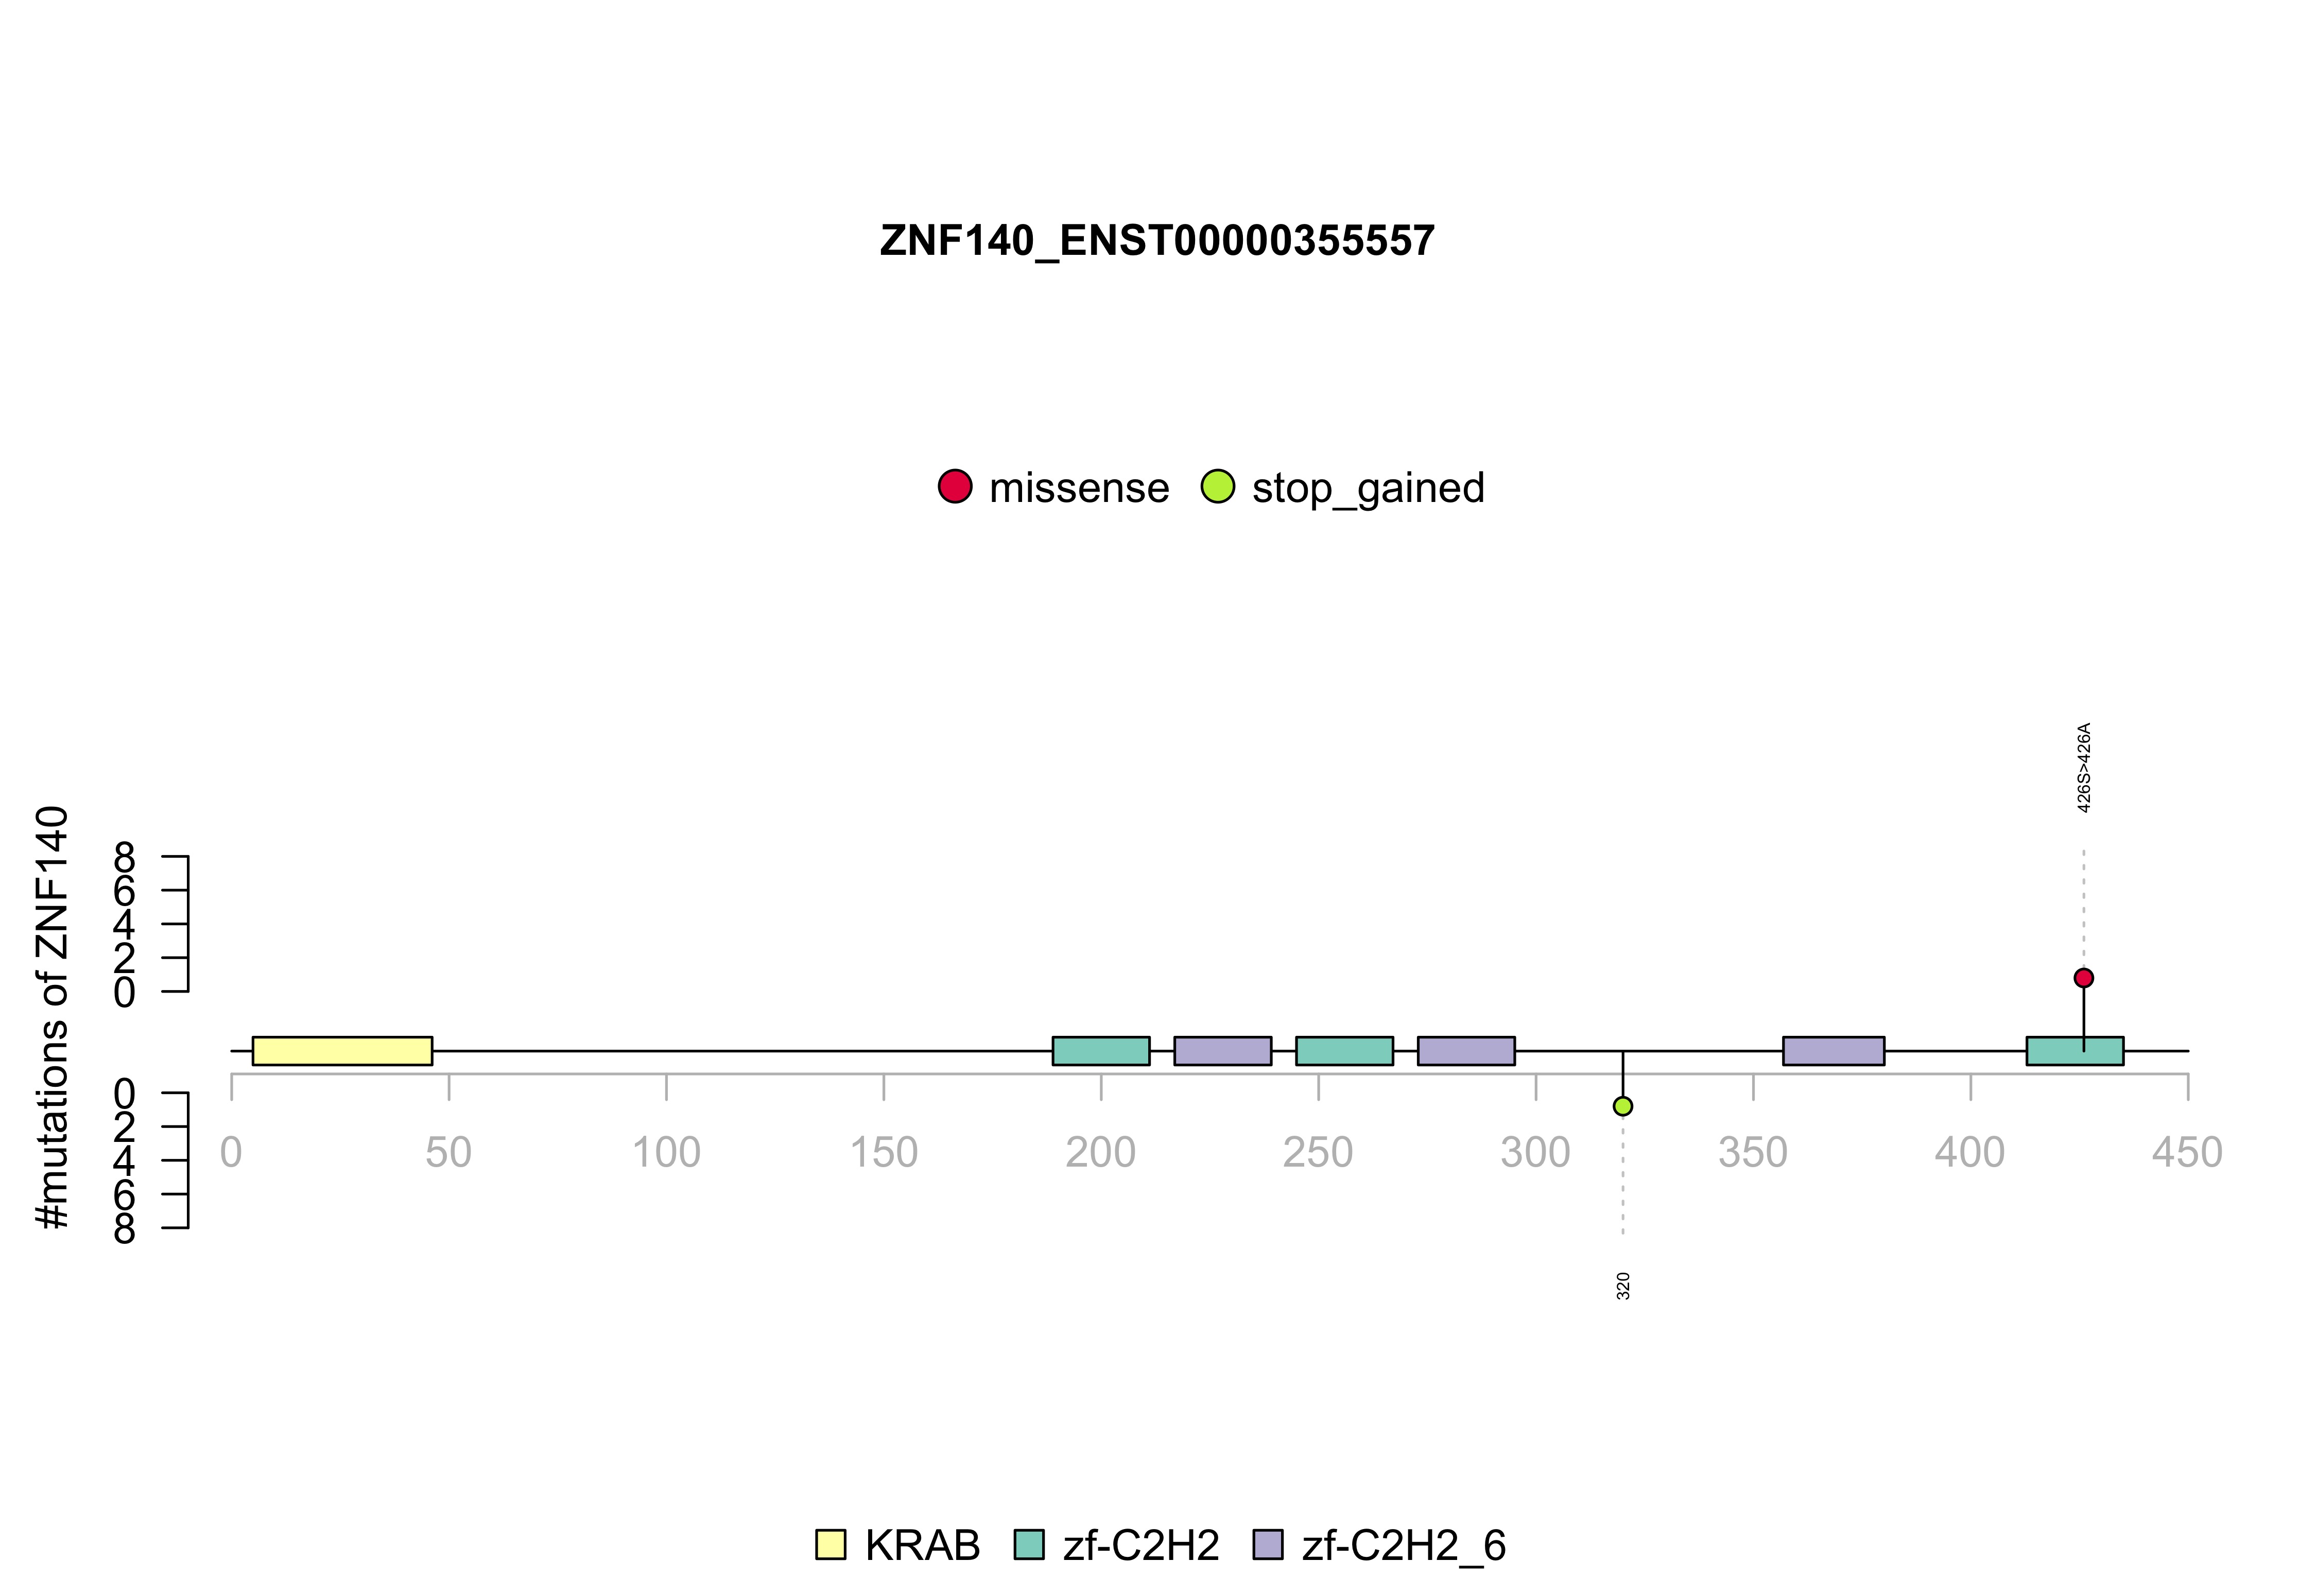 ZNF140_ENST00000355557
missense stop_gained
426S>426A
#mutations of ZNF140
8
6
4
2
0
0
2
4
6
8
0 50 100 150 200 250 300 350 400 450
320
KRAB zf-C2H2 zf-C2H2_6